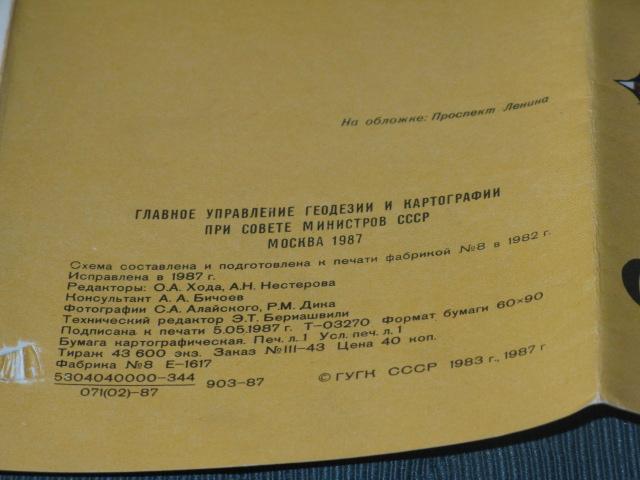 На обложке: Проспект Ленина
ГЛАВНОЕ УПРАВЛЕНИЕ ГЕОДЕЗИИ И КАРТОГРАФИИ
ПРИ СОВЕТЕ МИНИСТРОВ СССР
МОСКВА 1987
Схема составлена и подготовлена к печати фабрикой №8 в 1982 г.
Исправлена в 1987 г.
Редакторы: О.А. Хода, А.Н. Нестерова
Консультант А.А. Бичоев
Фотографии С.А. Алайского, Р.М. Дика
Технический редактор Э.Т. Бериашвили
Подписана к печати 5.05.1987 г. Т-03270 Формат бумаги 60×90
Бумага картографическая. Печ.л.1 Усл. печ.л.1
Тираж 43 600 экз. Заказ №III-43 Цена 40 коп.
Фабрика №8 Е-1617
5304040000-344
071(02)-87
903-87
© ГУГК СССР 1983 г., 1987 г